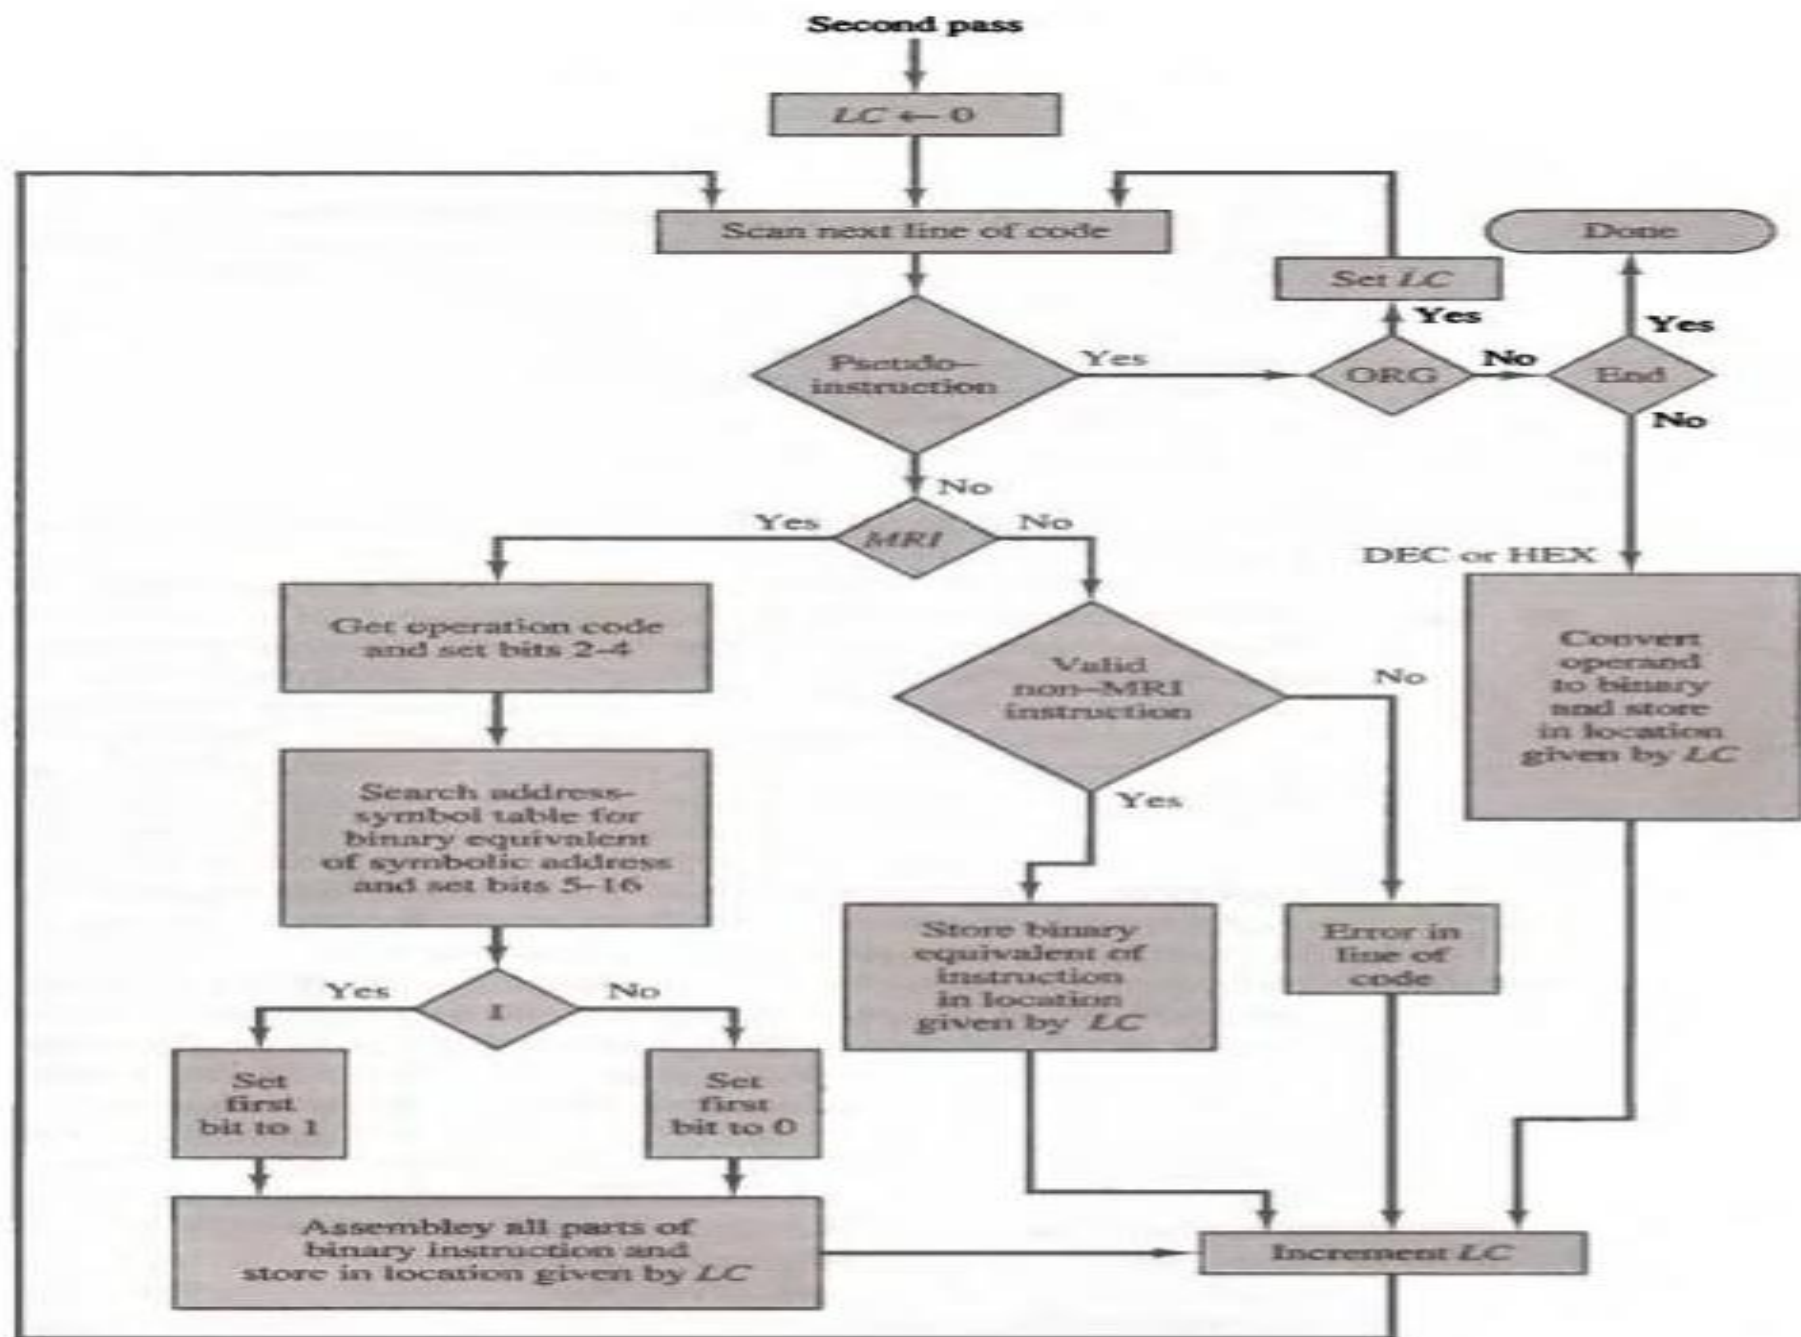 Second pass
LC ← 0
Scan next line of code
Done
Set LC
Yes
Yes
Pseudo-
instruction
Yes
ORG
No
End
No
No
Yes
MRI
No
DEC or HEX
Get operation code
and set bits 2-4
Valid
non-MRI
instruction
No
Convert
operand
to binary
and store
in location
given by LC
Search address-
symbol table for
binary equivalent
of symbolic address
and set bits 5-16
Yes
Store binary
equivalent of
instruction
in location
given by LC
Error in
line of
code
Yes
I
No
Set
first
bit to 1
Set
first
bit to 0
Assembley all parts of
binary instruction and
store in location given by LC
Increment LC